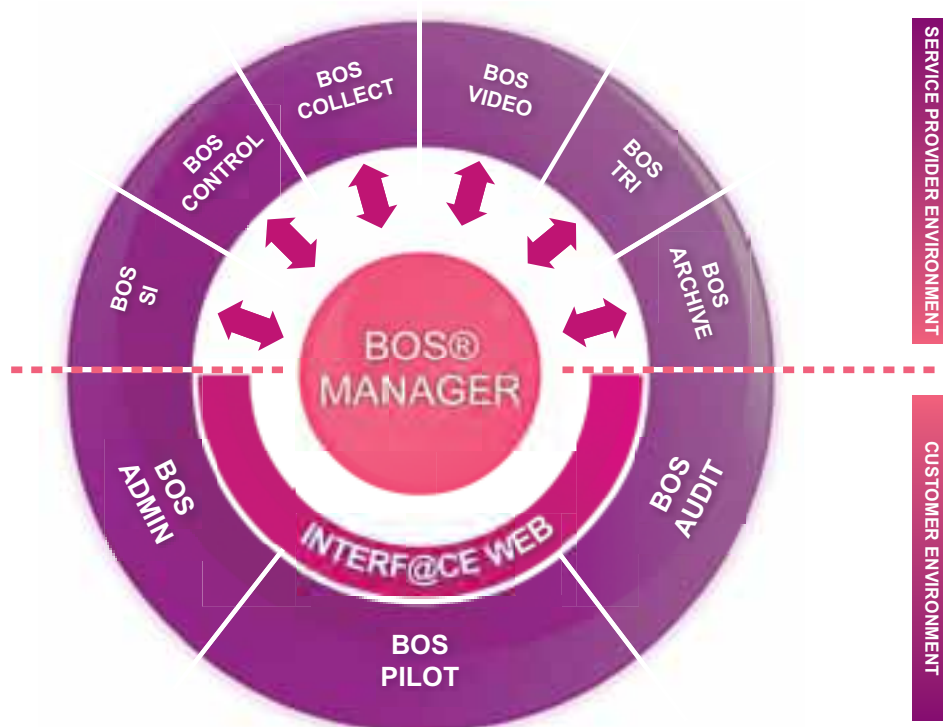 BOS
COLLECT
BOS
VIDEO
BOS
CONTROL
BOS
TRI
BOS
SI
BOS
ARCHIVE
BOS®
MANAGER
BOS
ADMIN
BOS
AUDIT
INTERF@CE WEB
BOS
PILOT
SERVICE PROVIDER ENVIRONMENT
CUSTOMER ENVIRONMENT